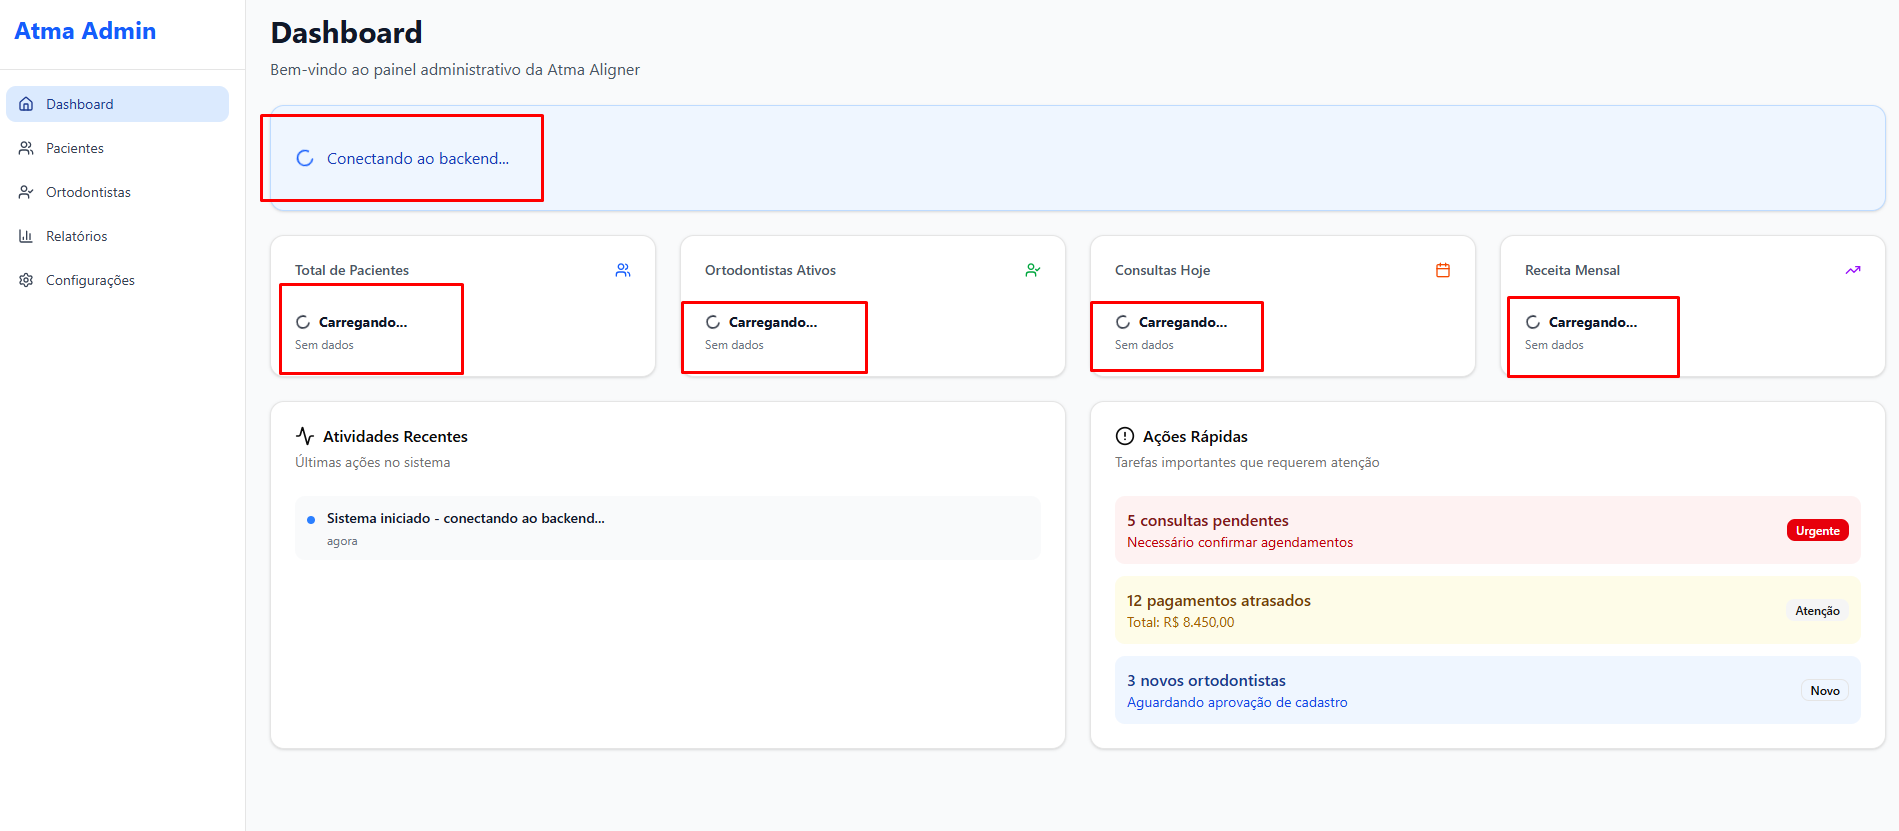 Atma Admin
Dashboard
Pacientes
Ortodontistas
Relatórios
Configurações
Dashboard
Bem-vindo ao painel administrativo da Atma Aligner
Conectando ao backend...
Total de Pacientes
Carregando...
Sem dados
Ortodontistas Ativos
Carregando...
Sem dados
Consultas Hoje
Carregando...
Sem dados
Receita Mensal
Carregando...
Sem dados
Atividades Recentes
Últimas ações no sistema
Sistema iniciado - conectando ao backend...
agora
Ações Rápidas
Tarefas importantes que requerem atenção
5 consultas pendentes
Necessário confirmar agendamentos
Urgente
12 pagamentos atrasados
Total: R$ 8.450,00
Atenção
3 novos ortodontistas
Aguardando aprovação de cadastro
Novo